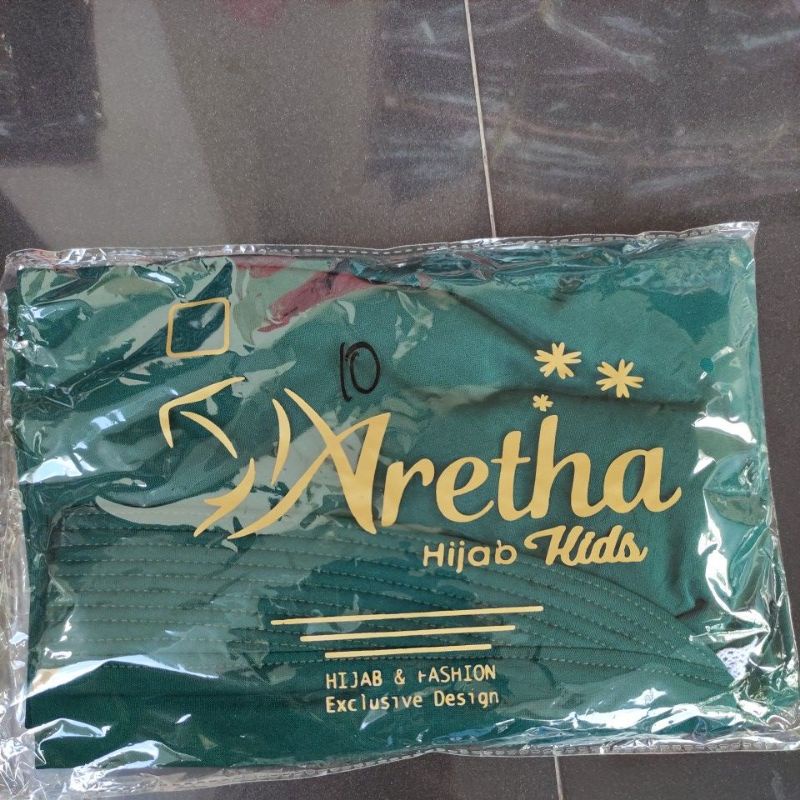 10
Aretha
Hijab Kids
HIJAB & FASHION
Exclusive Design